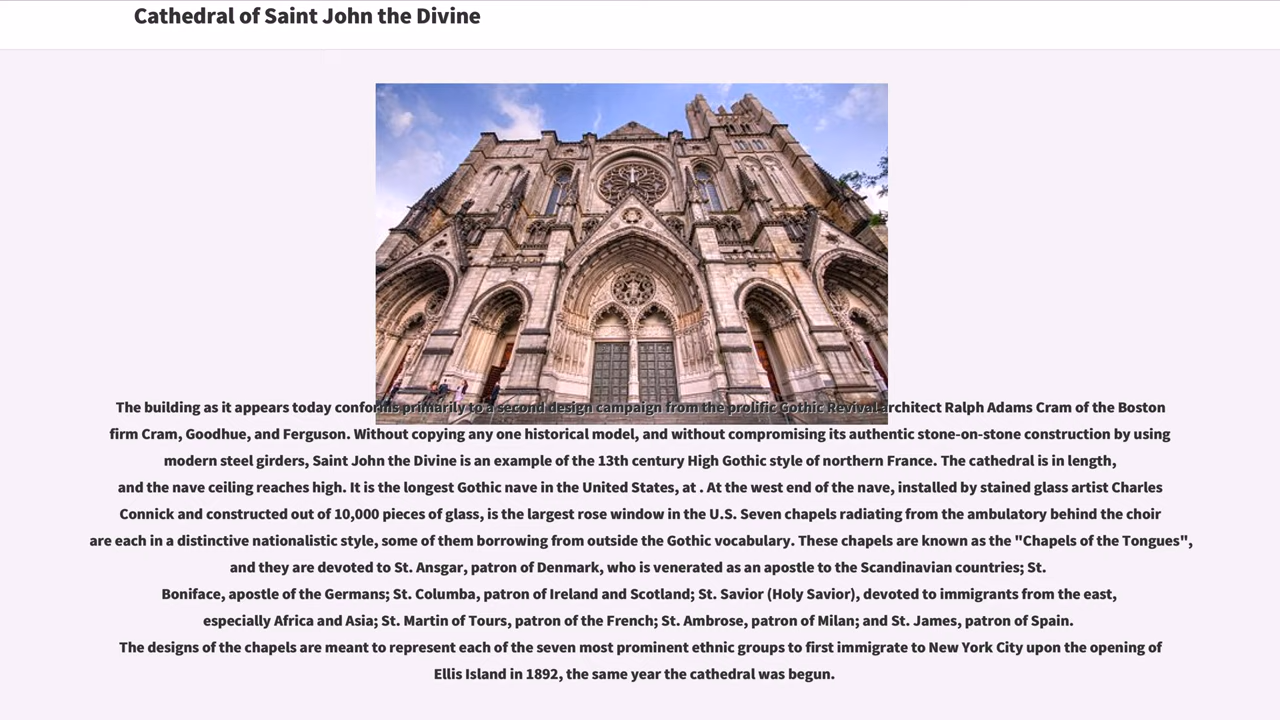 Cathedral of Saint John the Divine
The building as it appears today conforms primarily to a second design campaign from the prolific Gothic Revival architect Ralph Adams Cram of the Boston
firm Cram, Goodhue, and Ferguson. Without copying any one historical model, and without compromising its authentic stone-on-stone construction by using
modern steel girders, Saint John the Divine is an example of the 13th century High Gothic style of northern France. The cathedral is in length,
and the nave ceiling reaches high. It is the longest Gothic nave in the United States, at . At the west end of the nave, installed by stained glass artist Charles
Connick and constructed out of 10,000 pieces of glass, is the largest rose window in the U.S. Seven chapels radiating from the ambulatory behind the choir
are each in a distinctive nationalistic style, some of them borrowing from outside the Gothic vocabulary. These chapels are known as the "Chapels of the Tongues",
and they are devoted to St. Ansgar, patron of Denmark, who is venerated as an apostle to the Scandinavian countries; St.
Boniface, apostle of the Germans; St. Columba, patron of Ireland and Scotland; St. Savior (Holy Savior), devoted to immigrants from the east,
especially Africa and Asia; St. Martin of Tours, patron of the French; St. Ambrose, patron of Milan; and St. James, patron of Spain.
The designs of the chapels are meant to represent each of the seven most prominent ethnic groups to first immigrate to New York City upon the opening of
Ellis Island in 1892, the same year the cathedral was begun.